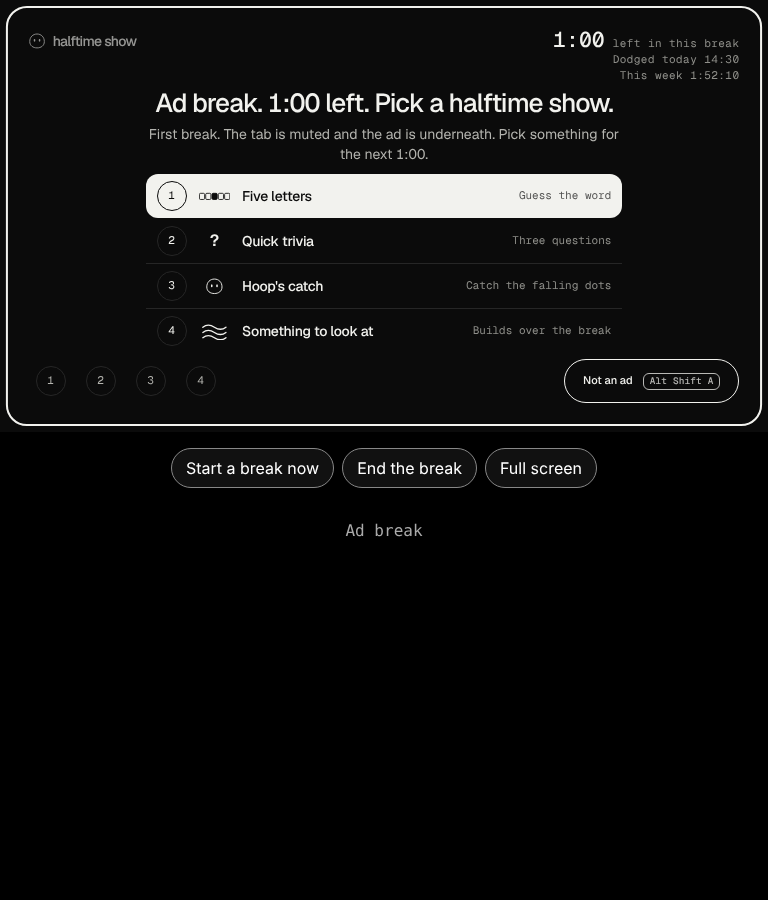 halftime show
1:00 left in this break
Dodged today 14:30
This week 1:52:10
Ad break. 1:00 left. Pick a halftime show.
First break. The tab is muted and the ad is underneath. Pick something for
the next 1:00.
1 Five letters Guess the word
2 ? Quick trivia Three questions
3 Hoop's catch Catch the falling dots
4 Something to look at Builds over the break
1 2 3 4 Not an ad Alt Shift A
Start a break now End the break Full screen
Ad break